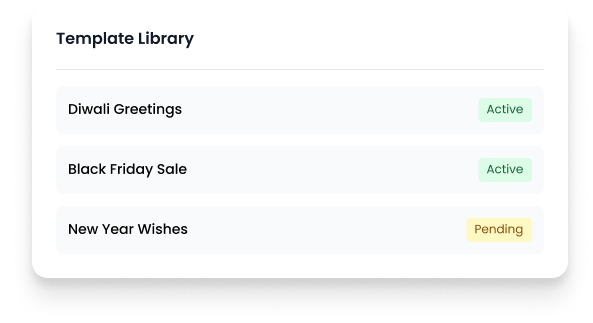 Template Library
Diwali Greetings Active
Black Friday Sale Active
New Year Wishes Pending